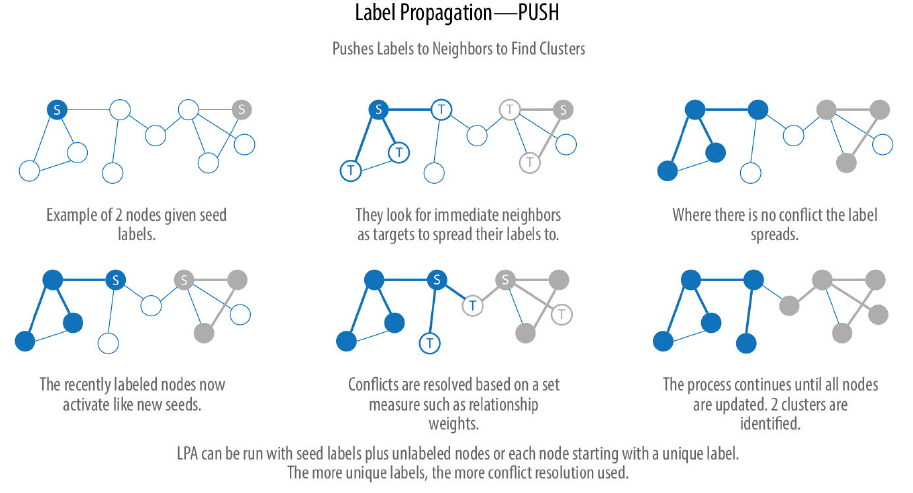 Label Propagation—PUSH
Pushes Labels to Neighbors to Find Clusters
S
S
S
T
T
S
T
T
T
Example of 2 nodes given seed
labels.
They look for immediate neighbors
as targets to spread their labels to.
Where there is no conflict the label
spreads.
S
S
S
S
T
T
T
The recently labeled nodes now
activate like new seeds.
Conflicts are resolved based on a set
measure such as relationship
weights.
The process continues until all nodes
are updated. 2 clusters are
identified.
LPA can be run with seed labels plus unlabeled nodes or each node starting with a unique label.
The more unique labels, the more conflict resolution used.